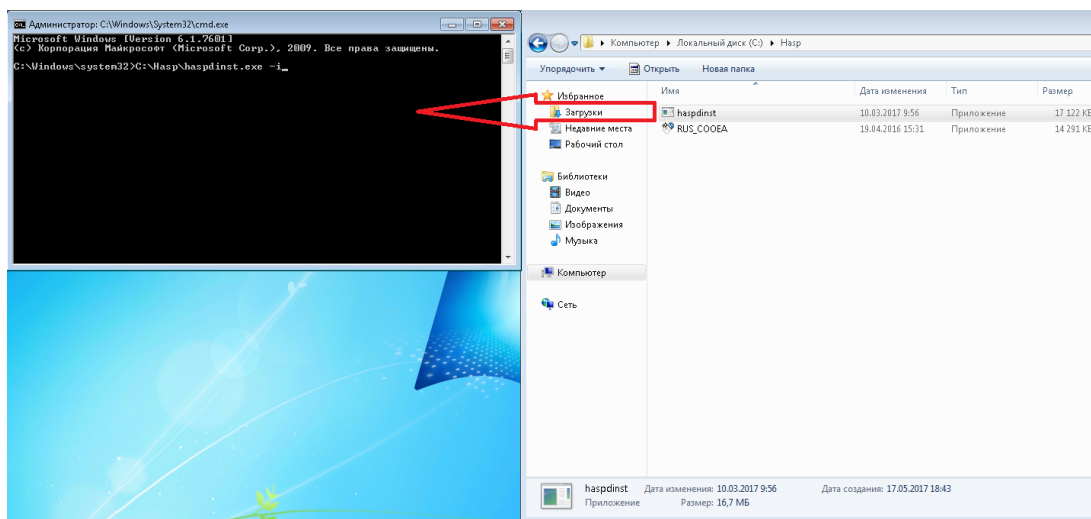 Администратор: C:\Windows\System32\cmd.exe
Microsoft Windows [Version 6.1.7601]
(c) Корпорация Майкрософт (Microsoft Corp.), 2009. Все права защищены.
C:\Windows\system32>C:\Hasp\haspdinst.exe -i_
Компьютер Локальный диск (C:) Hasp
Упорядочить Открыть Новая папка
Избранное
Загрузки
Недавние места
Рабочий стол
Библиотеки
Видео
Документы
Изображения
Музыка
Компьютер
Сеть
Имя Дата изменения Тип Размер
haspdinst 10.03.2017 9:56 Приложение 17 122 КБ
RUS_COOEA 19.04.2016 15:31 Приложение 14 291 КБ
haspdinst Дата изменения: 10.03.2017 9:56 Дата создания: 17.05.2017 18:43
Приложение Размер: 16,7 МБ